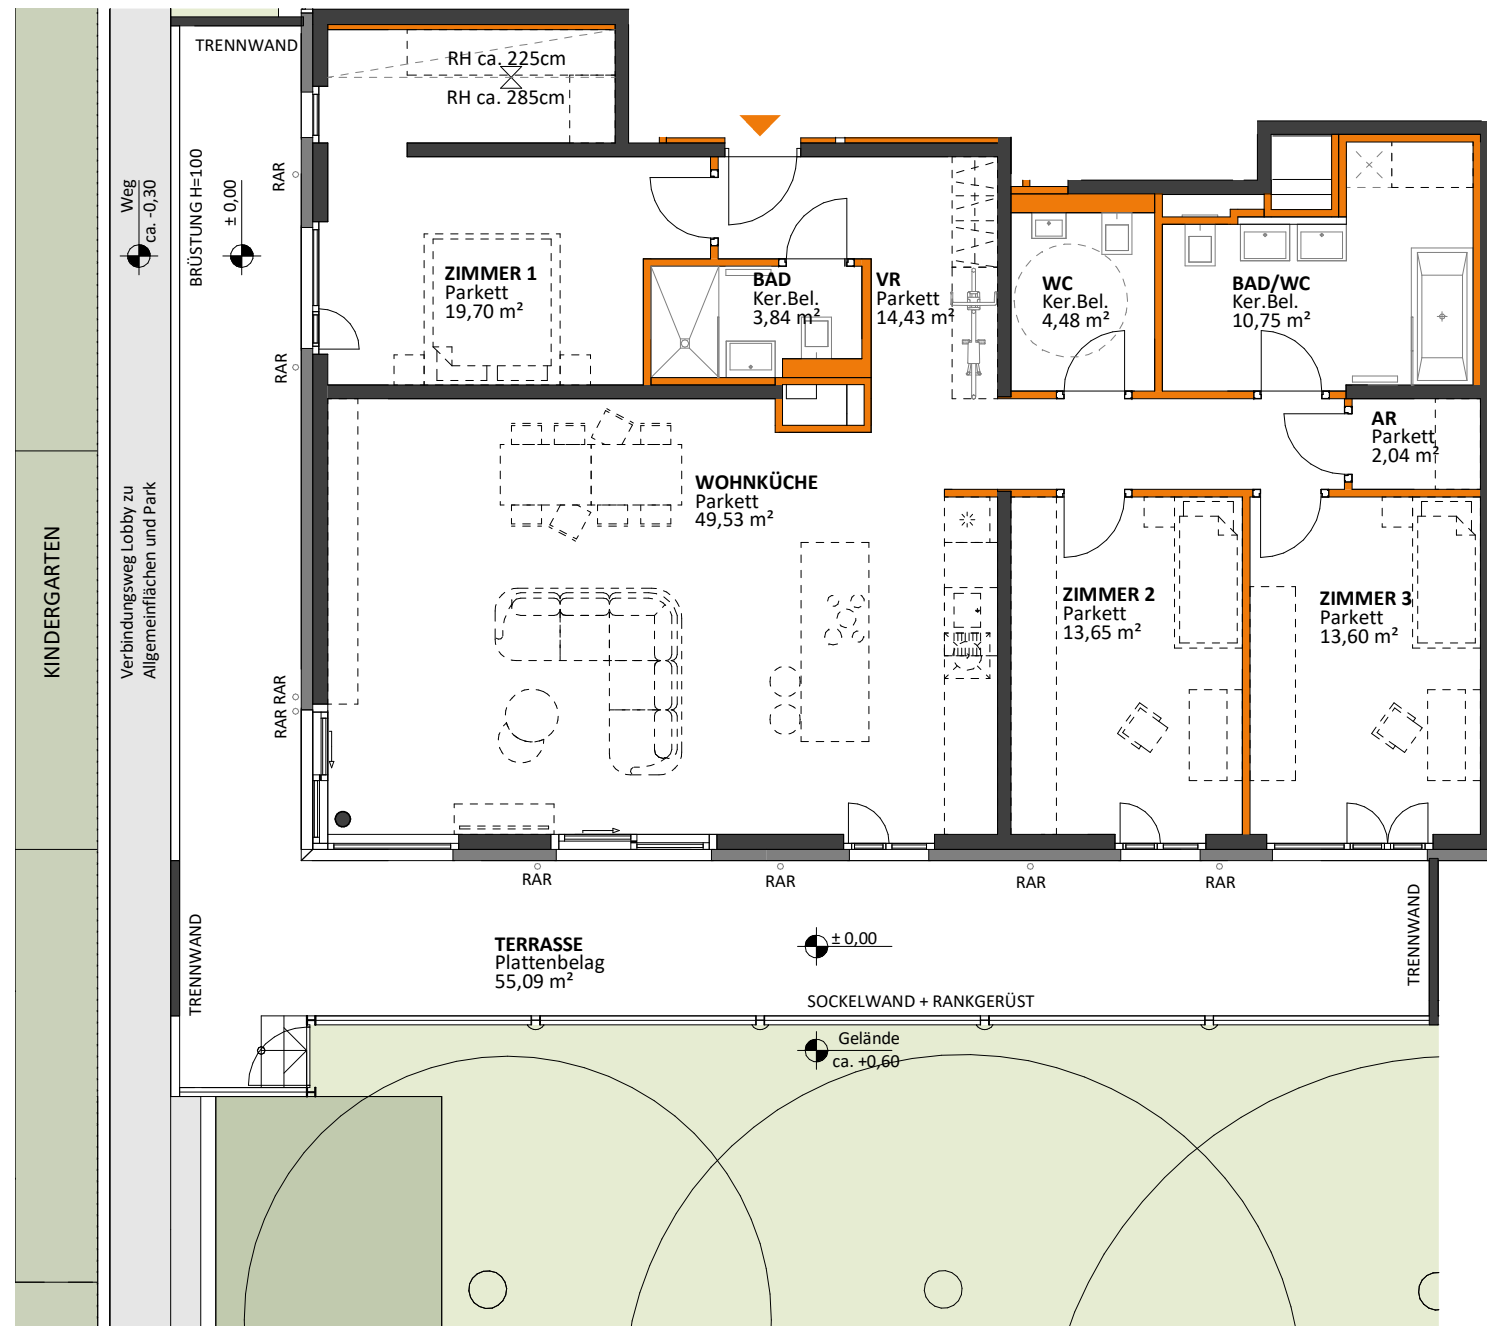 TRENNWAND
RH ca. 225cm
RH ca. 285cm
Weg
ca. -0,30
BRÜSTUNG H=100
± 0,00
RAR
ZIMMER 1
Parkett
19,70 m²
BAD
Ker.Bel.
3,84 m²
VR
Parkett
14,43 m²
WC
Ker.Bel.
4,48 m²
BAD/WC
Ker.Bel.
10,75 m²
RAR
AR
Parkett
2,04 m²
WOHNKÜCHE
Parkett
49,53 m²
KINDERGARTEN
Verbindungsweg Lobby zu
Allgemeinflächen und Park
ZIMMER 2
Parkett
13,65 m²
ZIMMER 3
Parkett
13,60 m²
RAR RAR
RAR
RAR
RAR
RAR
TRENNWAND
TERRASSE
Plattenbelag
55,09 m²
± 0,00
TRENNWAND
SOCKELWAND + RANKGERÜST
Gelände
ca. +0,60